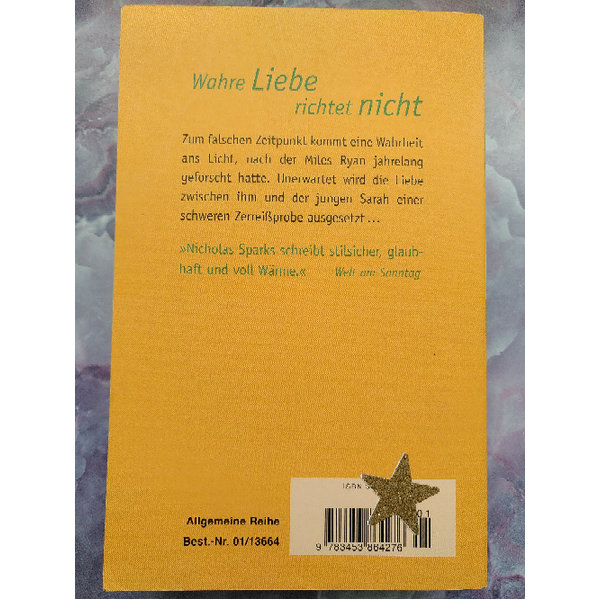 Wahre Liebe
richtet nicht
Zum falschen Zeitpunkt kommt eine Wahrheit
ans Licht, nach der Miles Ryan jahrelang
geforscht hatte. Unerwartet wird die Liebe
zwischen ihm und der jungen Sarah einer
schweren Zerreißprobe ausgesetzt ...
»Nicholas Sparks schreibt stilsicher, glaub-
haft und voll Wärme.« Welt am Sonntag
ISBN
01
Allgemeine Reihe
Best.-Nr. 01/13664
9 783453 864276